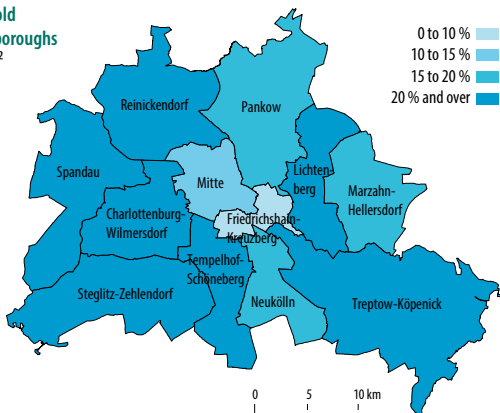 old
boroughs
2
0 to 10 %
10 to 15 %
15 to 20 %
20 % and over
Reinickendorf
Pankow
Spandau
Mitte
Lichten-
berg
Marzahn-
Hellersdorf
Charlottenburg-
Wilmersdorf
Friedrichshain-
Kreuzberg
Tempelhof-
Schöneberg
Steglitz-Zehlendorf
Neukölln
Treptow-Köpenick
0 5 10 km